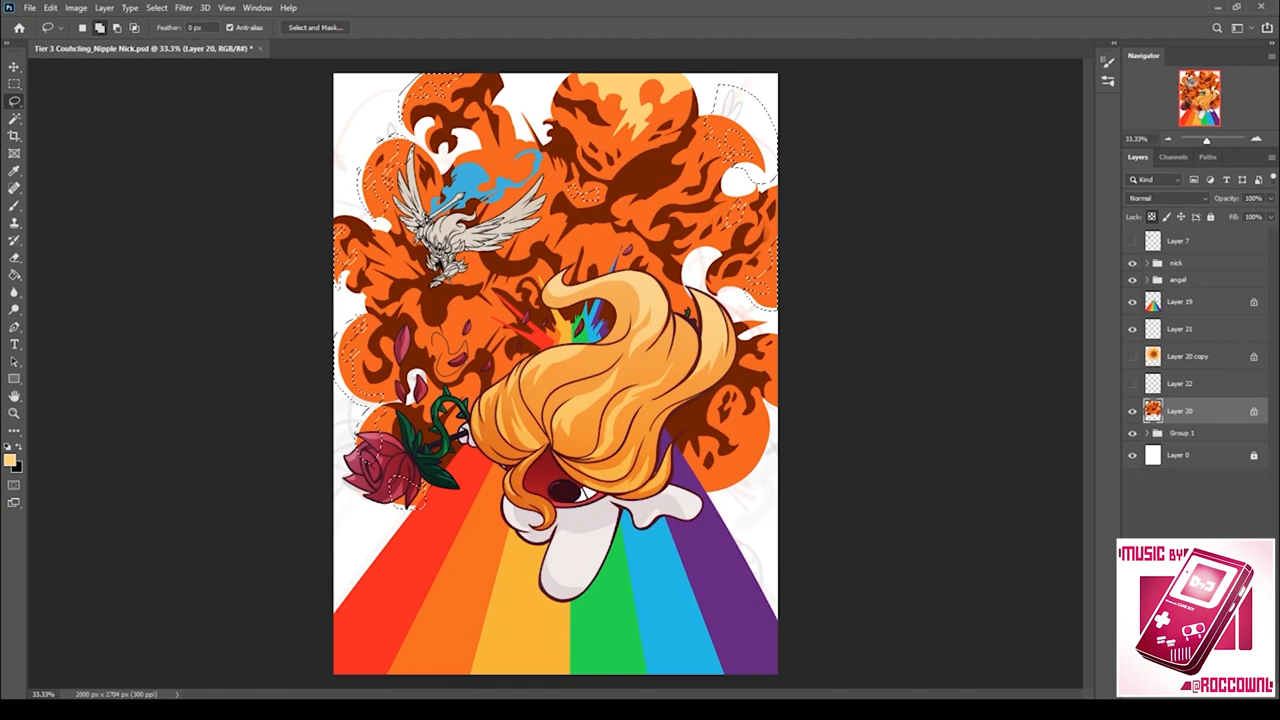 File Edit Image Layer Type Select Filter 3D View Window Help
Feather: 0 px Anti-alias Select and Mask...
Tier 3 Couhcling_Nipple Nick.psd @ 33.3% (Layer 20, RGB/8#) *
Navigator
33.33%
Layers Channels Paths
Kind
Normal Opacity: 100%
Lock: Fill: 100%
Layer 7
nick
angel
Layer 19
Layer 21
Layer 20 copy
Layer 22
Layer 20
Group 1
Layer 0
MUSIC BY
@ROCCOWNL
33.33% 2000 px x 2704 px (300 ppi)